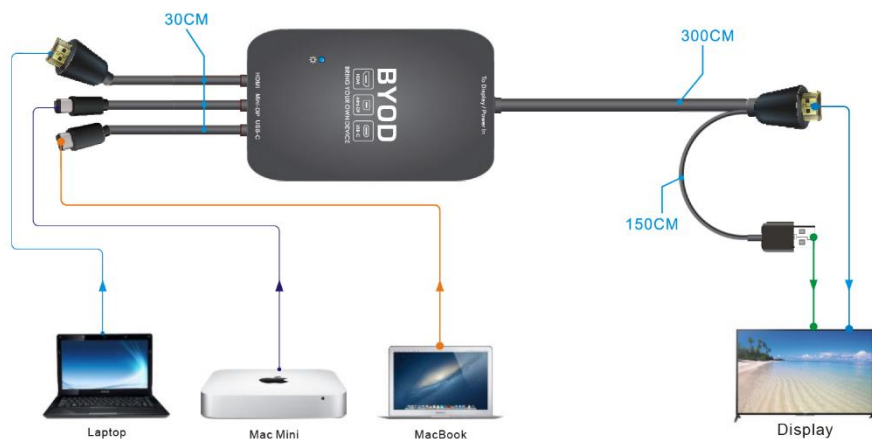 30CM
300CM
HDMI Mini-DP USB-C
BYOD
BRING YOUR OWN DEVICE
HDMI
Mini-DP
USB-C
To Display / Power In
150CM
Laptop
Mac Mini
MacBook
Display